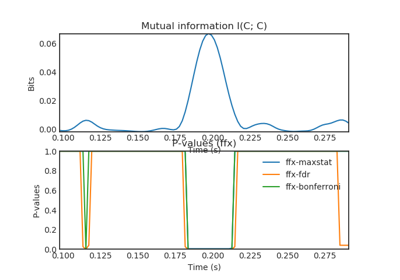 Mutual information I(C; C)
0.06
0.04
0.02
0.00
Bits
0.100 0.125 0.150 0.175 0.200 0.225 0.250 0.275
Time (s)
P-values (ffx)
1.0
0.8
0.6
0.4
0.2
0.0
P-values
ffx-maxstat
ffx-fdr
ffx-bonferroni
0.100 0.125 0.150 0.175 0.200 0.225 0.250 0.275
Time (s)